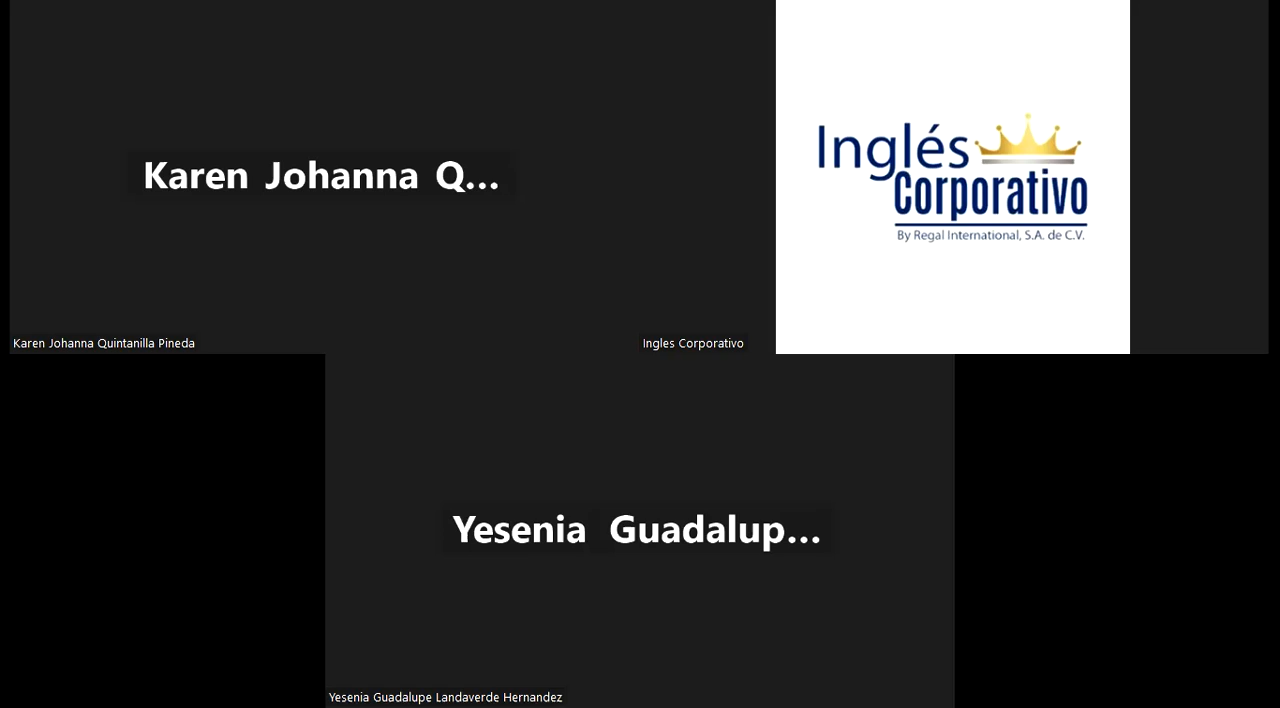 Karen Johanna Q...
Karen Johanna Quintanilla Pineda
Inglés
Corporativo
By Regal International, S.A. de C.V.
Ingles Corporativo
Yesenia Guadalup...
Yesenia Guadalupe Landaverde Hernandez